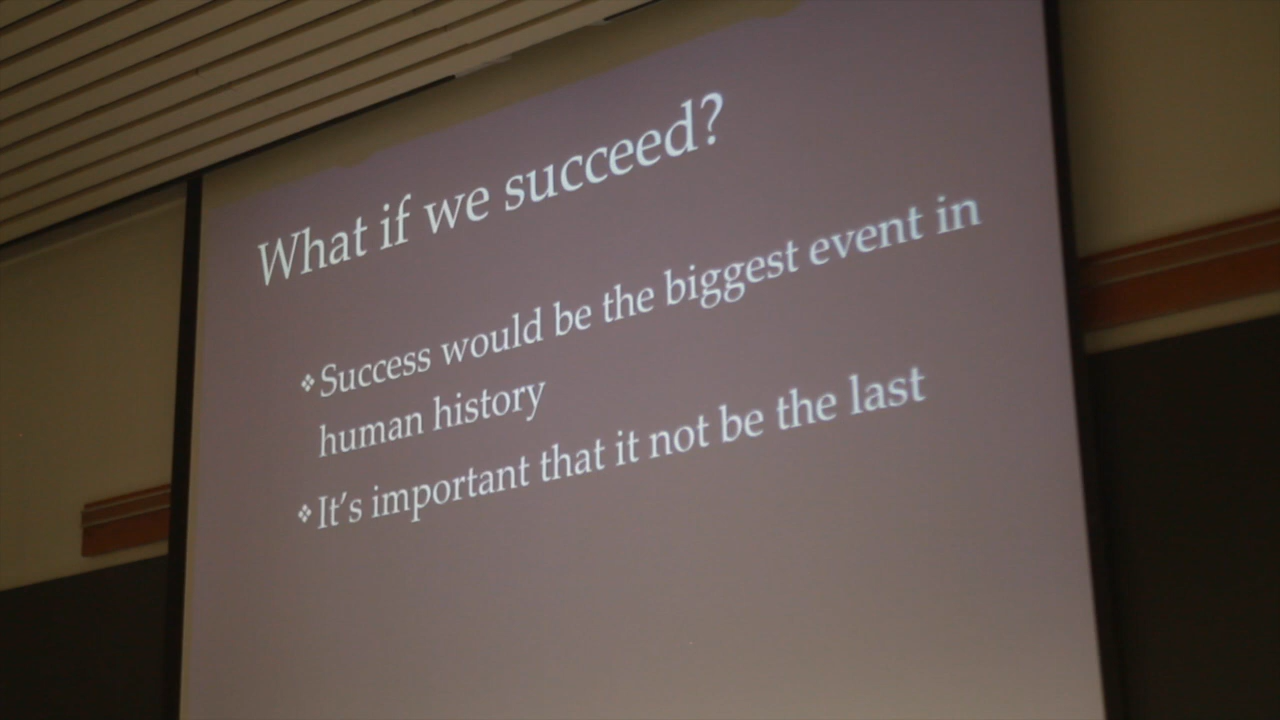 What if we succeed?
❖Success would be the biggest event in
human history
❖It's important that it not be the last